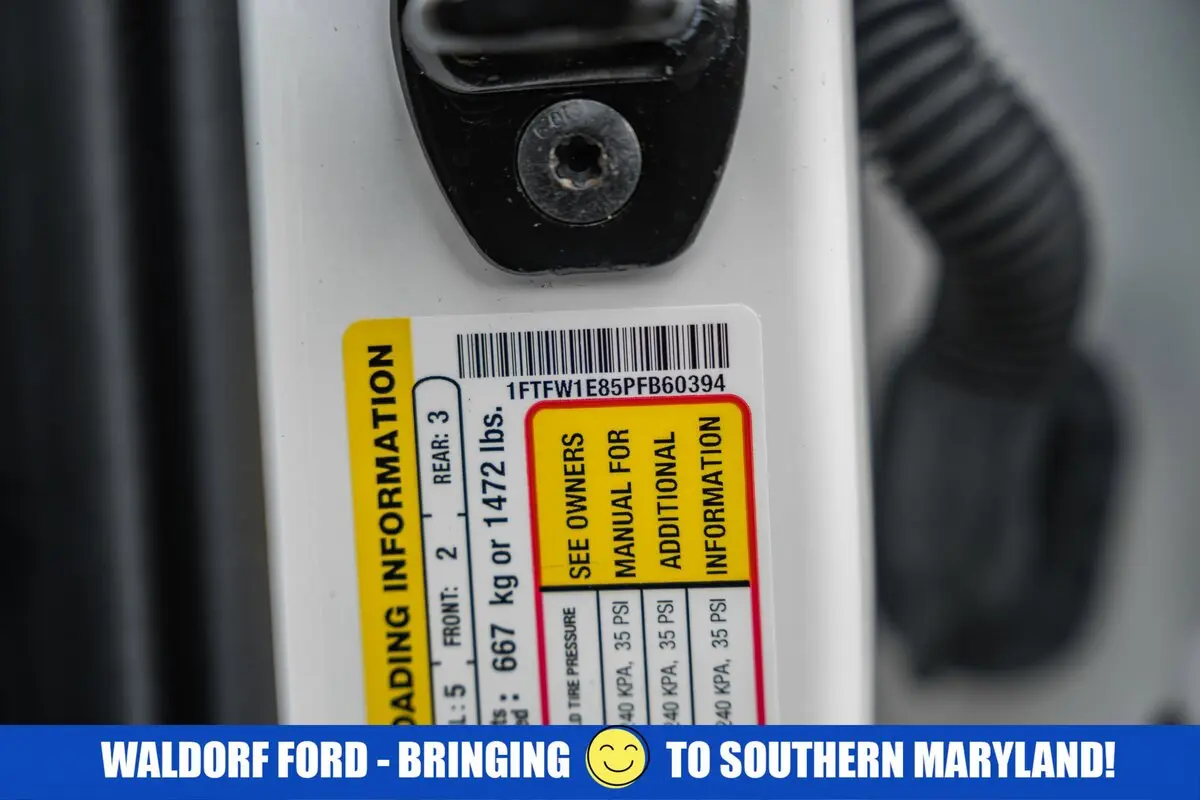 1FTFW1E85PFB60394
LOADING INFORMATION
REAR: 3
FRONT: 2
667 kg or 1472 lbs.
SEE OWNERS
MANUAL FOR
ADDITIONAL
INFORMATION
TIRE PRESSURE
240 KPA, 35 PSI
240 KPA, 35 PSI
240 KPA, 35 PSI
WALDORF FORD - BRINGING TO SOUTHERN MARYLAND!